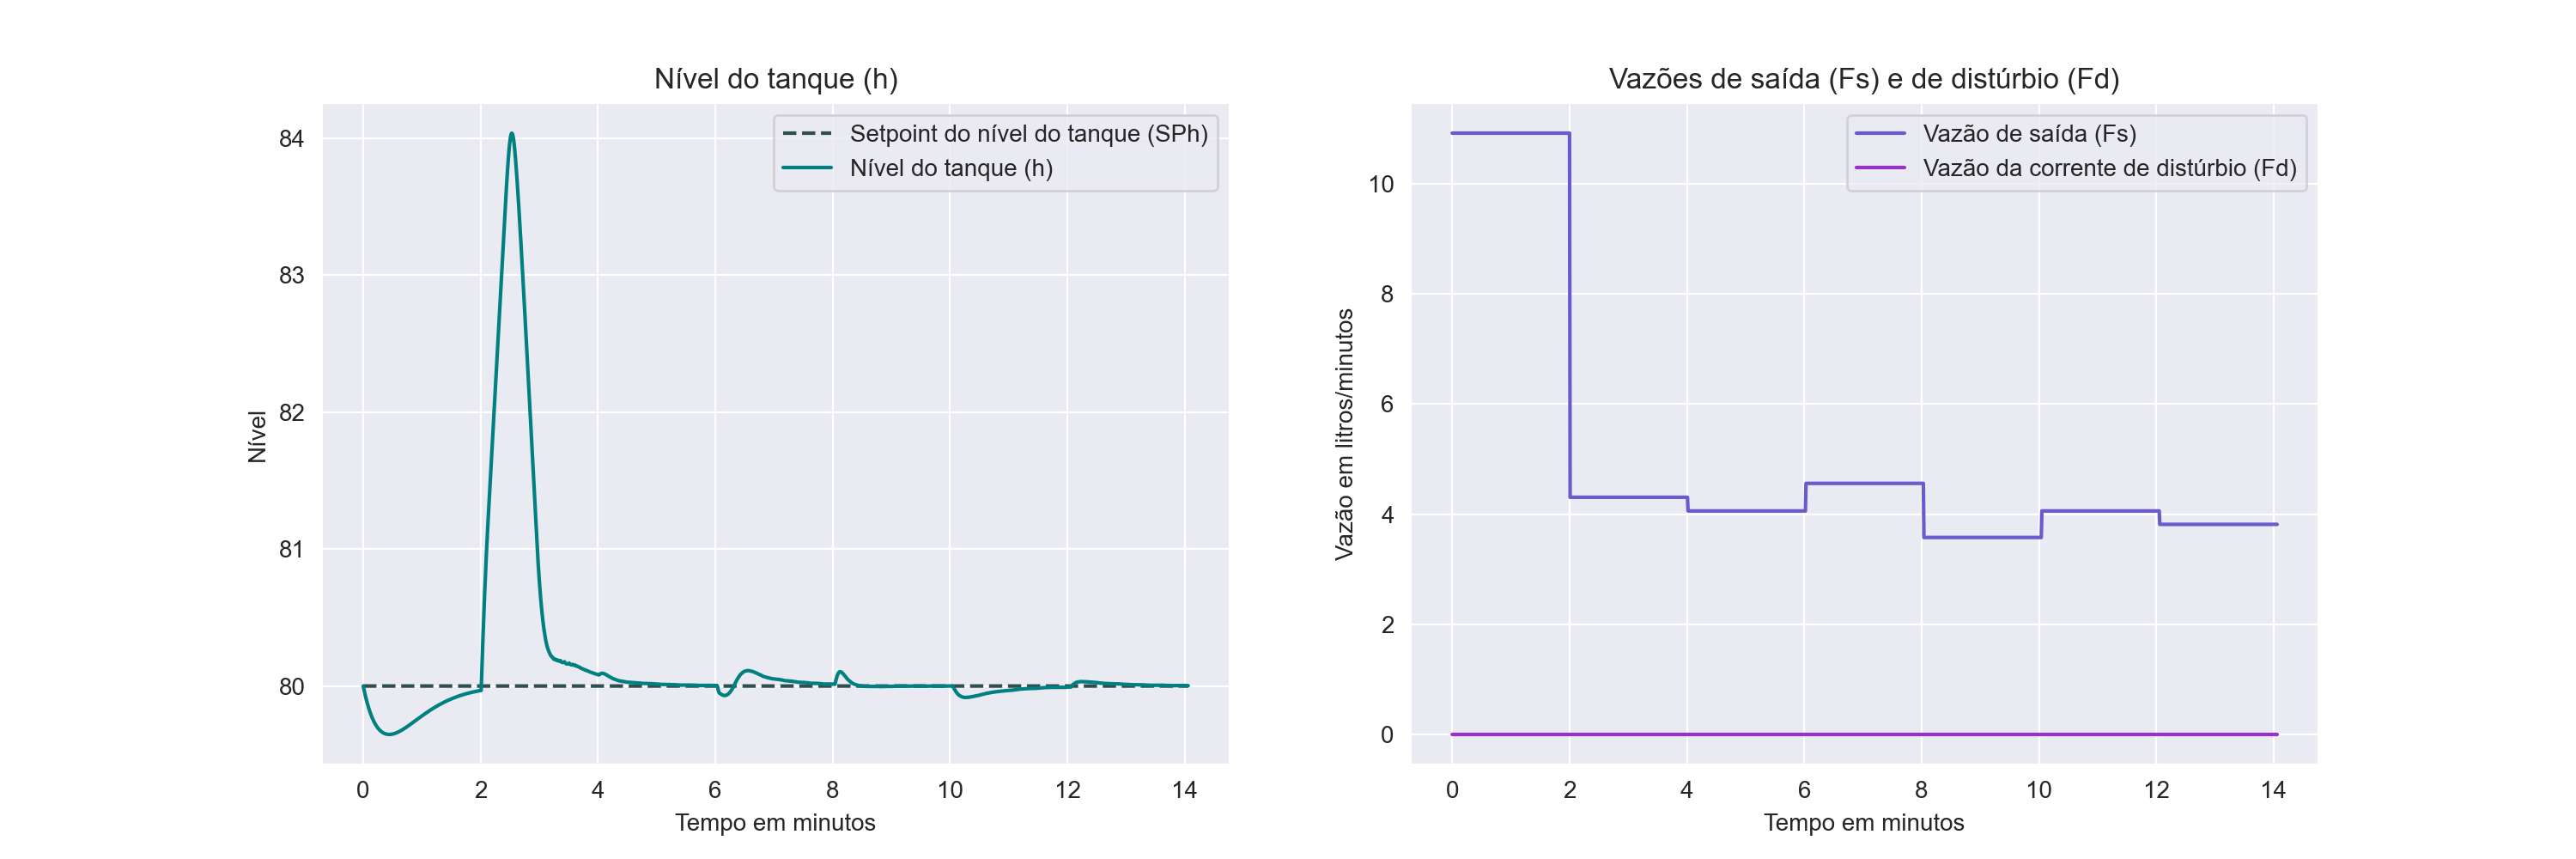 Nível do tanque (h)
Setpoint do nível do tanque (SPh)
Nível do tanque (h)
84
83
82
81
80
Nível
0 2 4 6 8 10 12 14
Tempo em minutos
Vazões de saída (Fs) e de distúrbio (Fd)
Vazão de saída (Fs)
Vazão da corrente de distúrbio (Fd)
10
8
6
4
2
0
Vazão em litros/minutos
0 2 4 6 8 10 12 14
Tempo em minutos